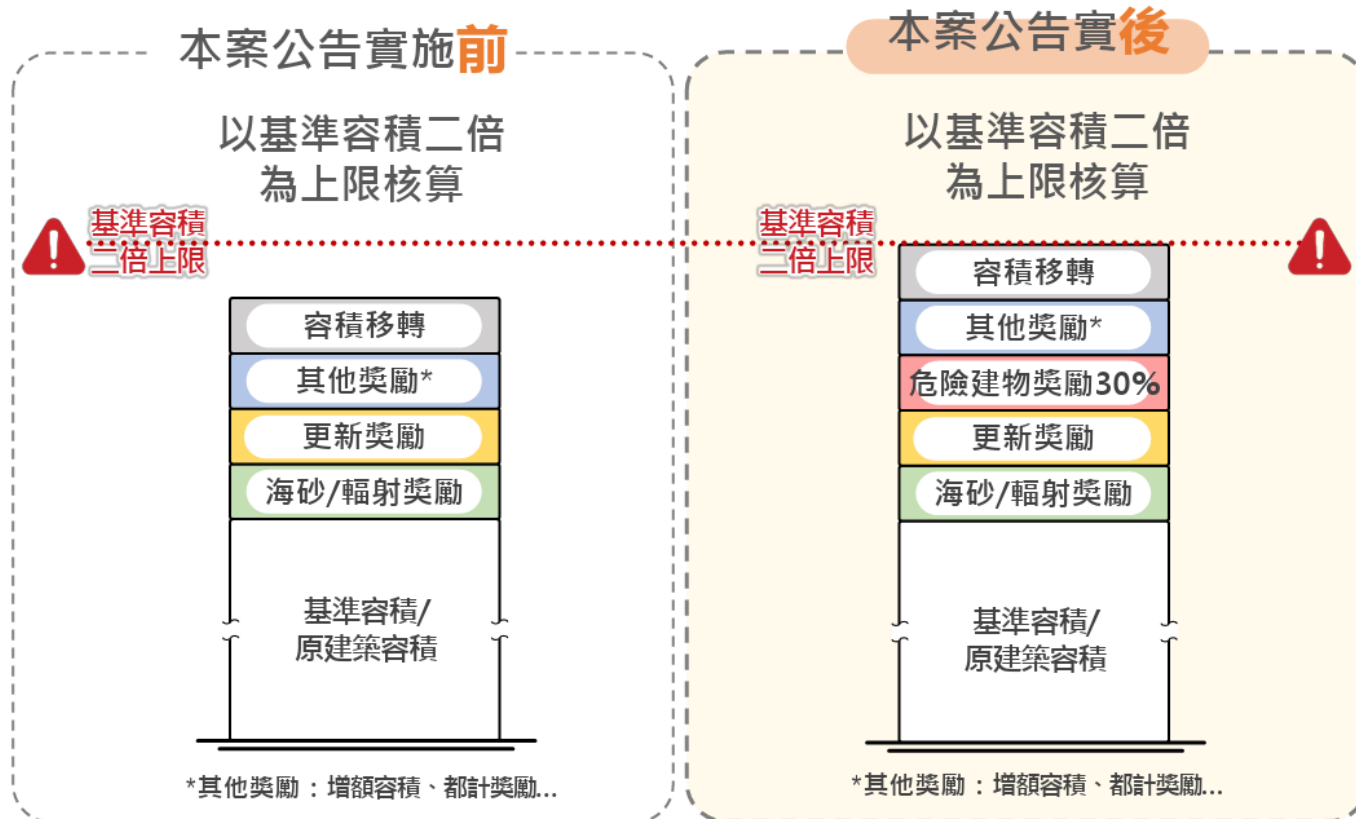 本案公告實施前
以基準容積二倍
為上限核算
基準容積
二倍上限
容積移轉
其他獎勵*
更新獎勵
海砂/輻射獎勵
基準容積/
原建築容積
*其他獎勵：增額容積、都計獎勵...
本案公告實後
以基準容積二倍
為上限核算
基準容積
二倍上限
容積移轉
其他獎勵*
危險建物獎勵30%
更新獎勵
海砂/輻射獎勵
基準容積/
原建築容積
*其他獎勵：增額容積、都計獎勵...